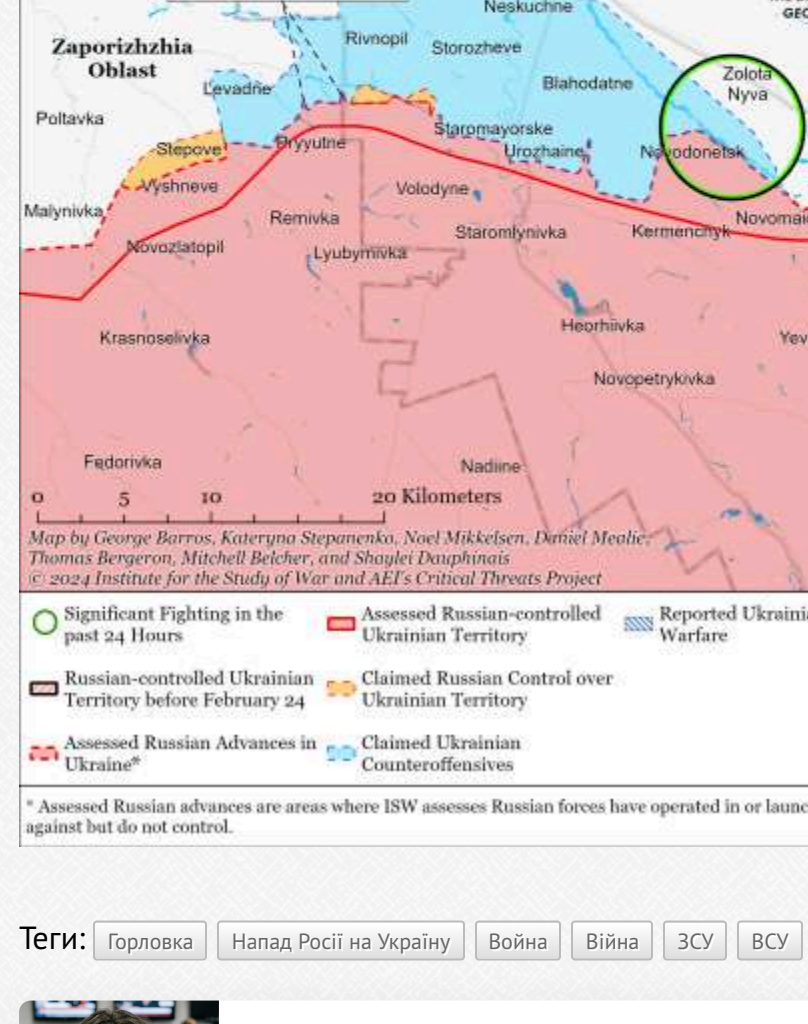 Neskuchne
GEO
Rivnopil
Storozheve
Zaporizhzhia
Oblast
Zolota
Nyva
Levadne
Blahodatne
Poltavka
Staromayorske
Stepove
Pryyutne
Urozhaine
Novodonetsk
Vyshneve
Volodyne
Malynivka
Remivka
Novomai
Staromlynivka
Kermenchyk
Novozlatopil
Lyubymivka
Heorhiivka
Krasnoselivka
Yev
Novopetrykivka
Fedorivka
Nadiine
0 5 10 20 Kilometers
Map by George Barros, Kateryna Stepanenko, Noel Mikkelsen, Daniel Mealie,
Thomas Bergeron, Mitchell Belcher, and Shaylei Dauphinais
© 2024 Institute for the Study of War and AEI's Critical Threats Project
Significant Fighting in the
past 24 Hours
Assessed Russian-controlled
Ukrainian Territory
Reported Ukrainia
Warfare
Russian-controlled Ukrainian
Territory before February 24
Claimed Russian Control over
Ukrainian Territory
Assessed Russian Advances in
Ukraine*
Claimed Ukrainian
Counteroffensives
* Assessed Russian advances are areas where ISW assesses Russian forces have operated in or launc
against but do not control.
Теги: Горловка Напад Росії на Україну Война Війна ЗСУ ВСУ